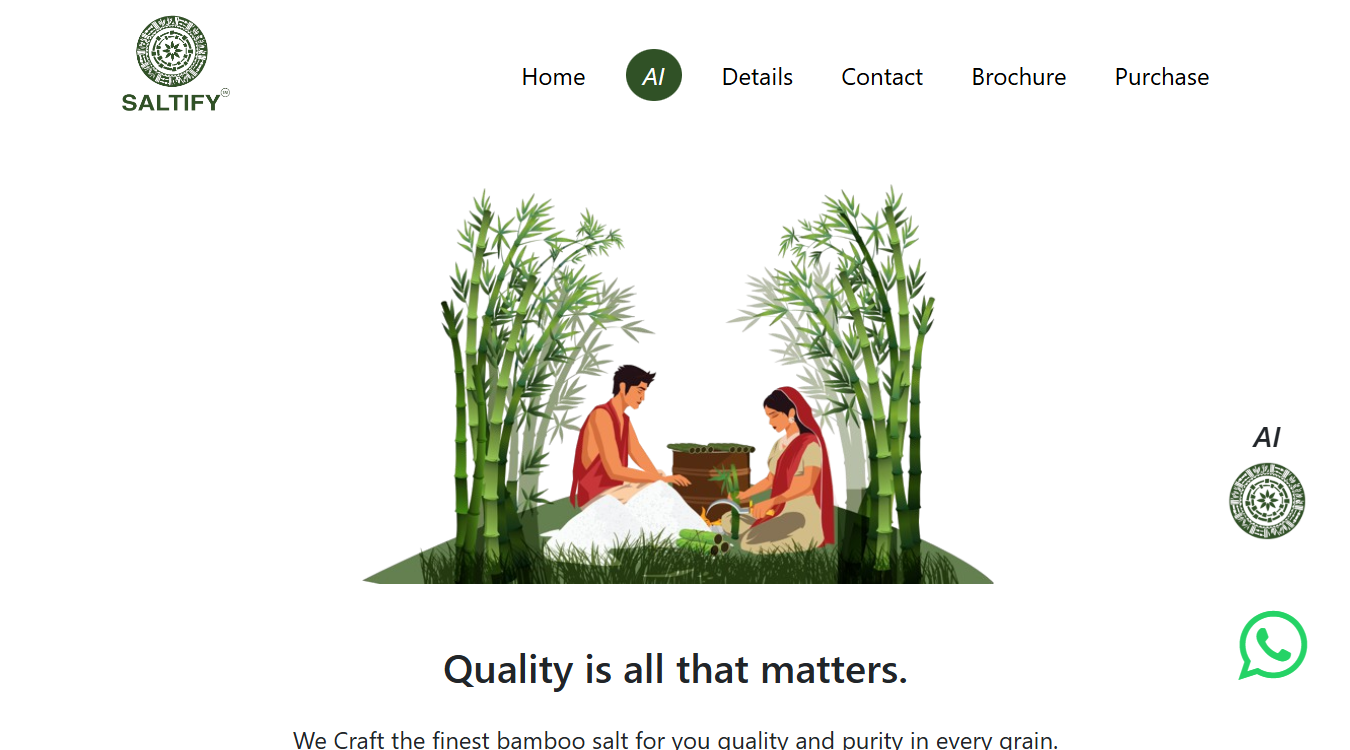 SALTIFY
Home AI Details Contact Brochure Purchase
AI
Quality is all that matters.
We Craft the finest bamboo salt for you quality and purity in every grain.